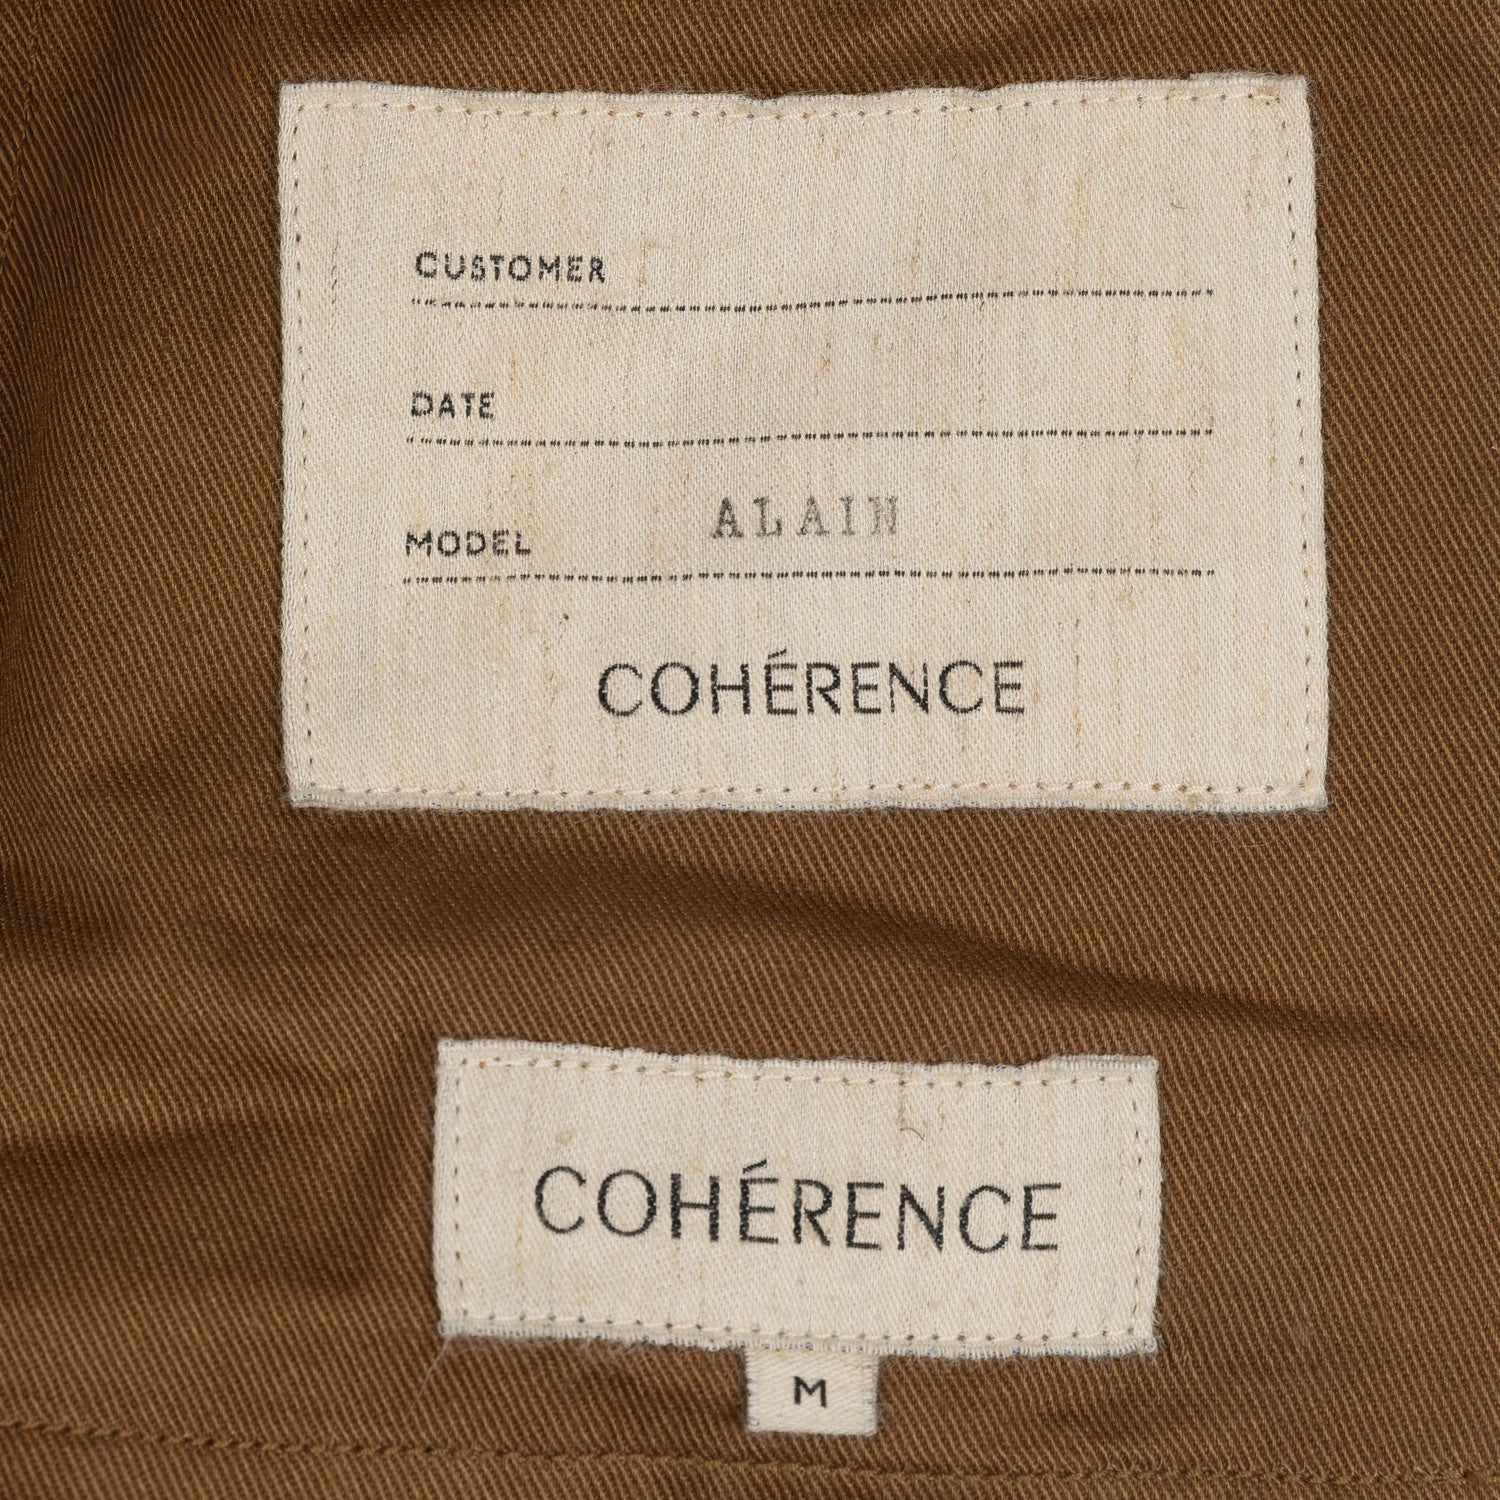 CUSTOMER
DATE
MODEL ALAIN
COHÉRENCE
COHÉRENCE
M